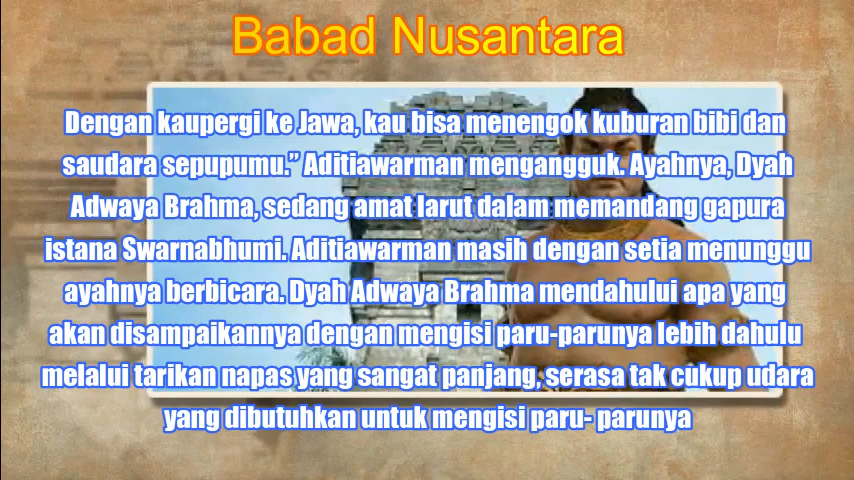 Babad Nusantara
Dengan kaupergi ke Jawa, kau bisa menengok kuburan bibi dan
saudara sepupumu.” Aditiawarman mengangguk. Ayahnya, Dyah
Adwaya Brahma, sedang amat larut dalam memandang gapura
istana Swarnabhumi. Aditiawarman masih dengan setia menunggu
ayahnya berbicara. Dyah Adwaya Brahma mendahului apa yang
akan disampaikannya dengan mengisi paru-parunya lebih dahulu
melalui tarikan napas yang sangat panjang, serasa tak cukup udara
yang dibutuhkan untuk mengisi paru- parunya